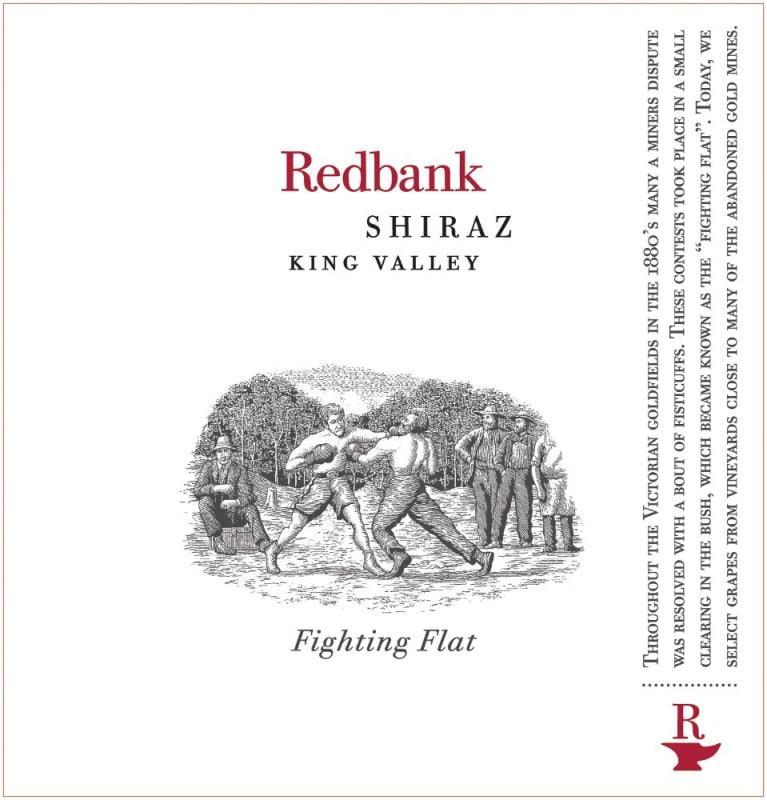 Redbank
SHIRAZ
KING VALLEY
Fighting Flat
Throughout the Victorian goldfields in the 1880's many a miners dispute
was resolved with a bout of fisticuffs. These contests took place in a small
clearing in the bush, which became known as the “fighting flat”. Today, we
select grapes from vineyards close to many of the abandoned gold mines.
R